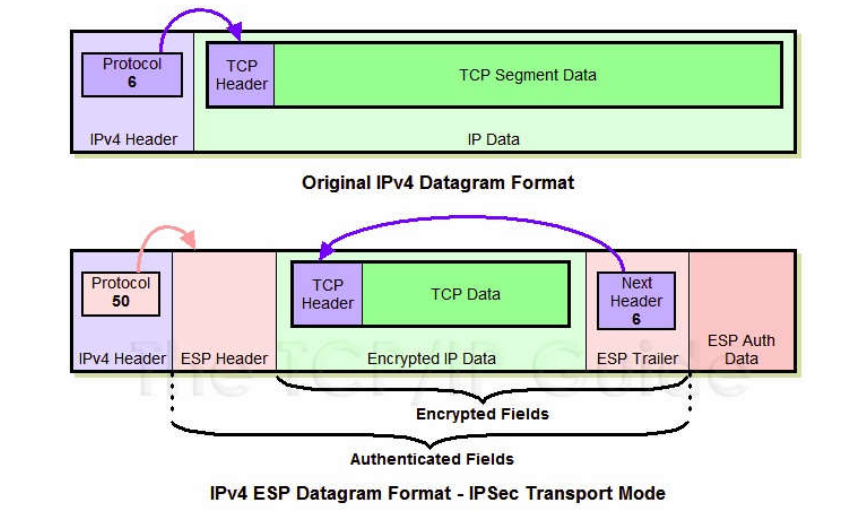 Protocol
6
TCP
Header
TCP Segment Data
IPv4 Header
IP Data
Original IPv4 Datagram Format
Protocol
50
TCP
Header
TCP Data
Next
Header
6
IPv4 Header
ESP Header
Encrypted IP Data
ESP Trailer
ESP Auth
Data
The TCP/IP Guide
Encrypted Fields
Authenticated Fields
IPv4 ESP Datagram Format - IPSec Transport Mode